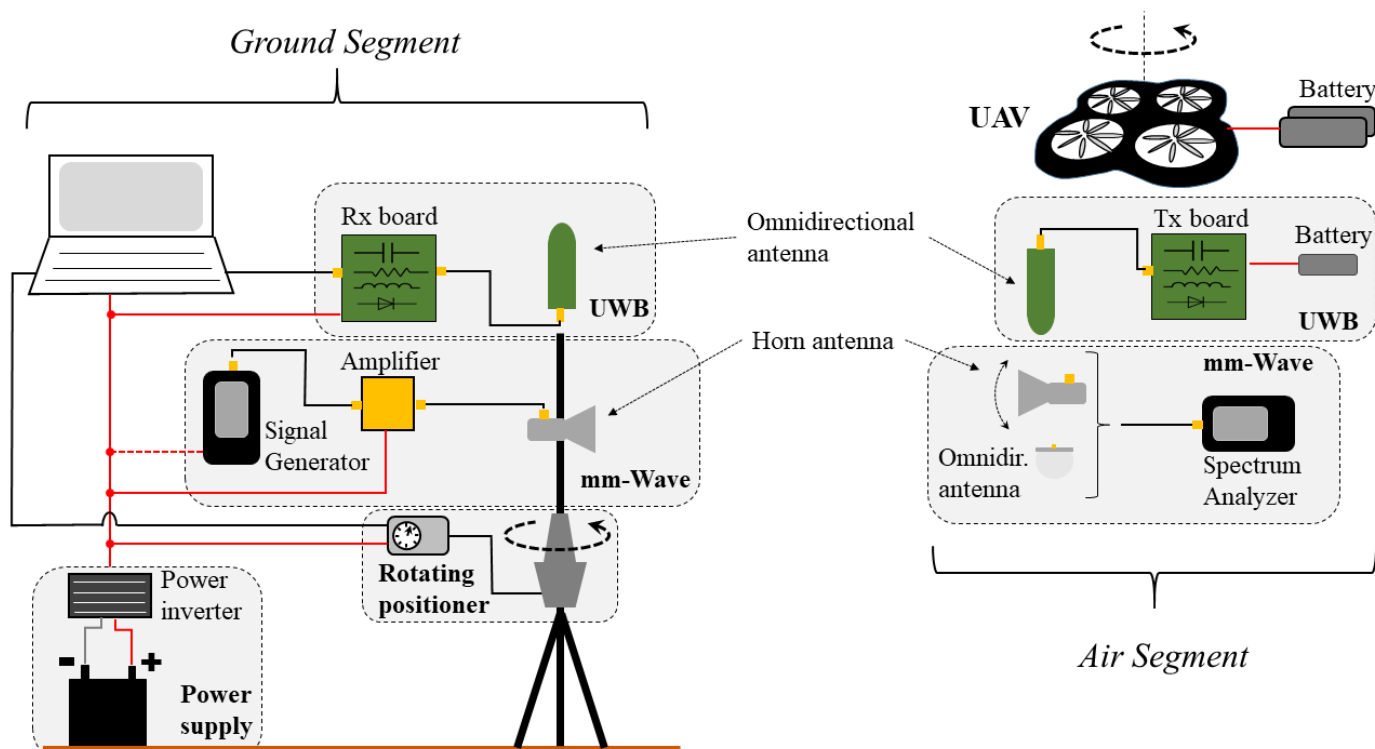 Ground Segment
Rx board
UWB
Amplifier
Signal
Generator
mm-Wave
Rotating
positioner
Power
inverter
-
+
Power
supply
Omnidirectional
antenna
Horn antenna
UAV
Battery
Tx board
Battery
UWB
mm-Wave
Omnidir.
antenna
Spectrum
Analyzer
Air Segment